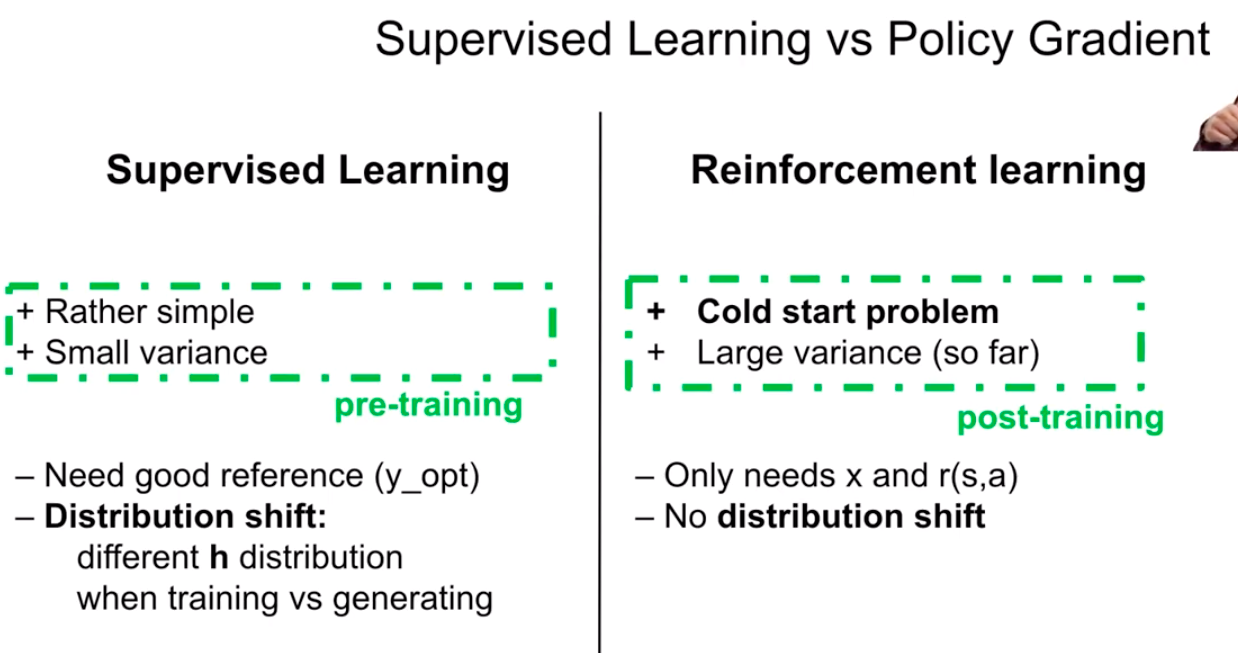 Supervised Learning vs Policy Gradient
Supervised Learning
+ Rather simple
+ Small variance
pre-training
– Need good reference (y_opt)
– Distribution shift:
different h distribution
when training vs generating
Reinforcement learning
+ Cold start problem
+ Large variance (so far)
post-training
– Only needs x and r(s,a)
– No distribution shift